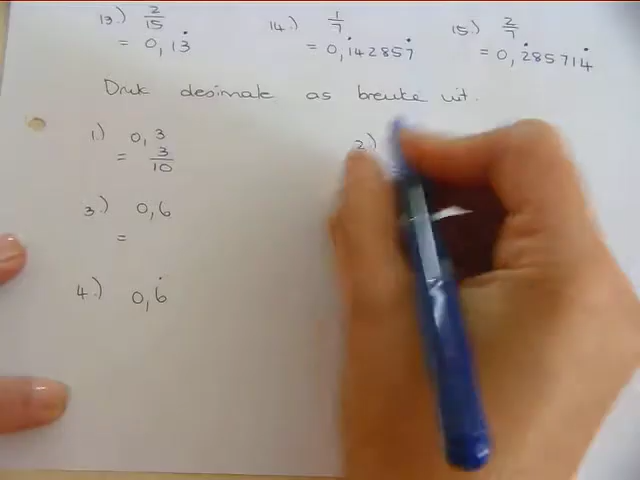 13.) 2/15 14.) 1/7 15.) 2/7
= 0,13̇ = 0,1̇42857̇ = 0,2̇85714̇
Druk desimale as breuke uit.
1.) 0,3 2)
= 3/10
3.) 0,6
=
4.) 0,6̇